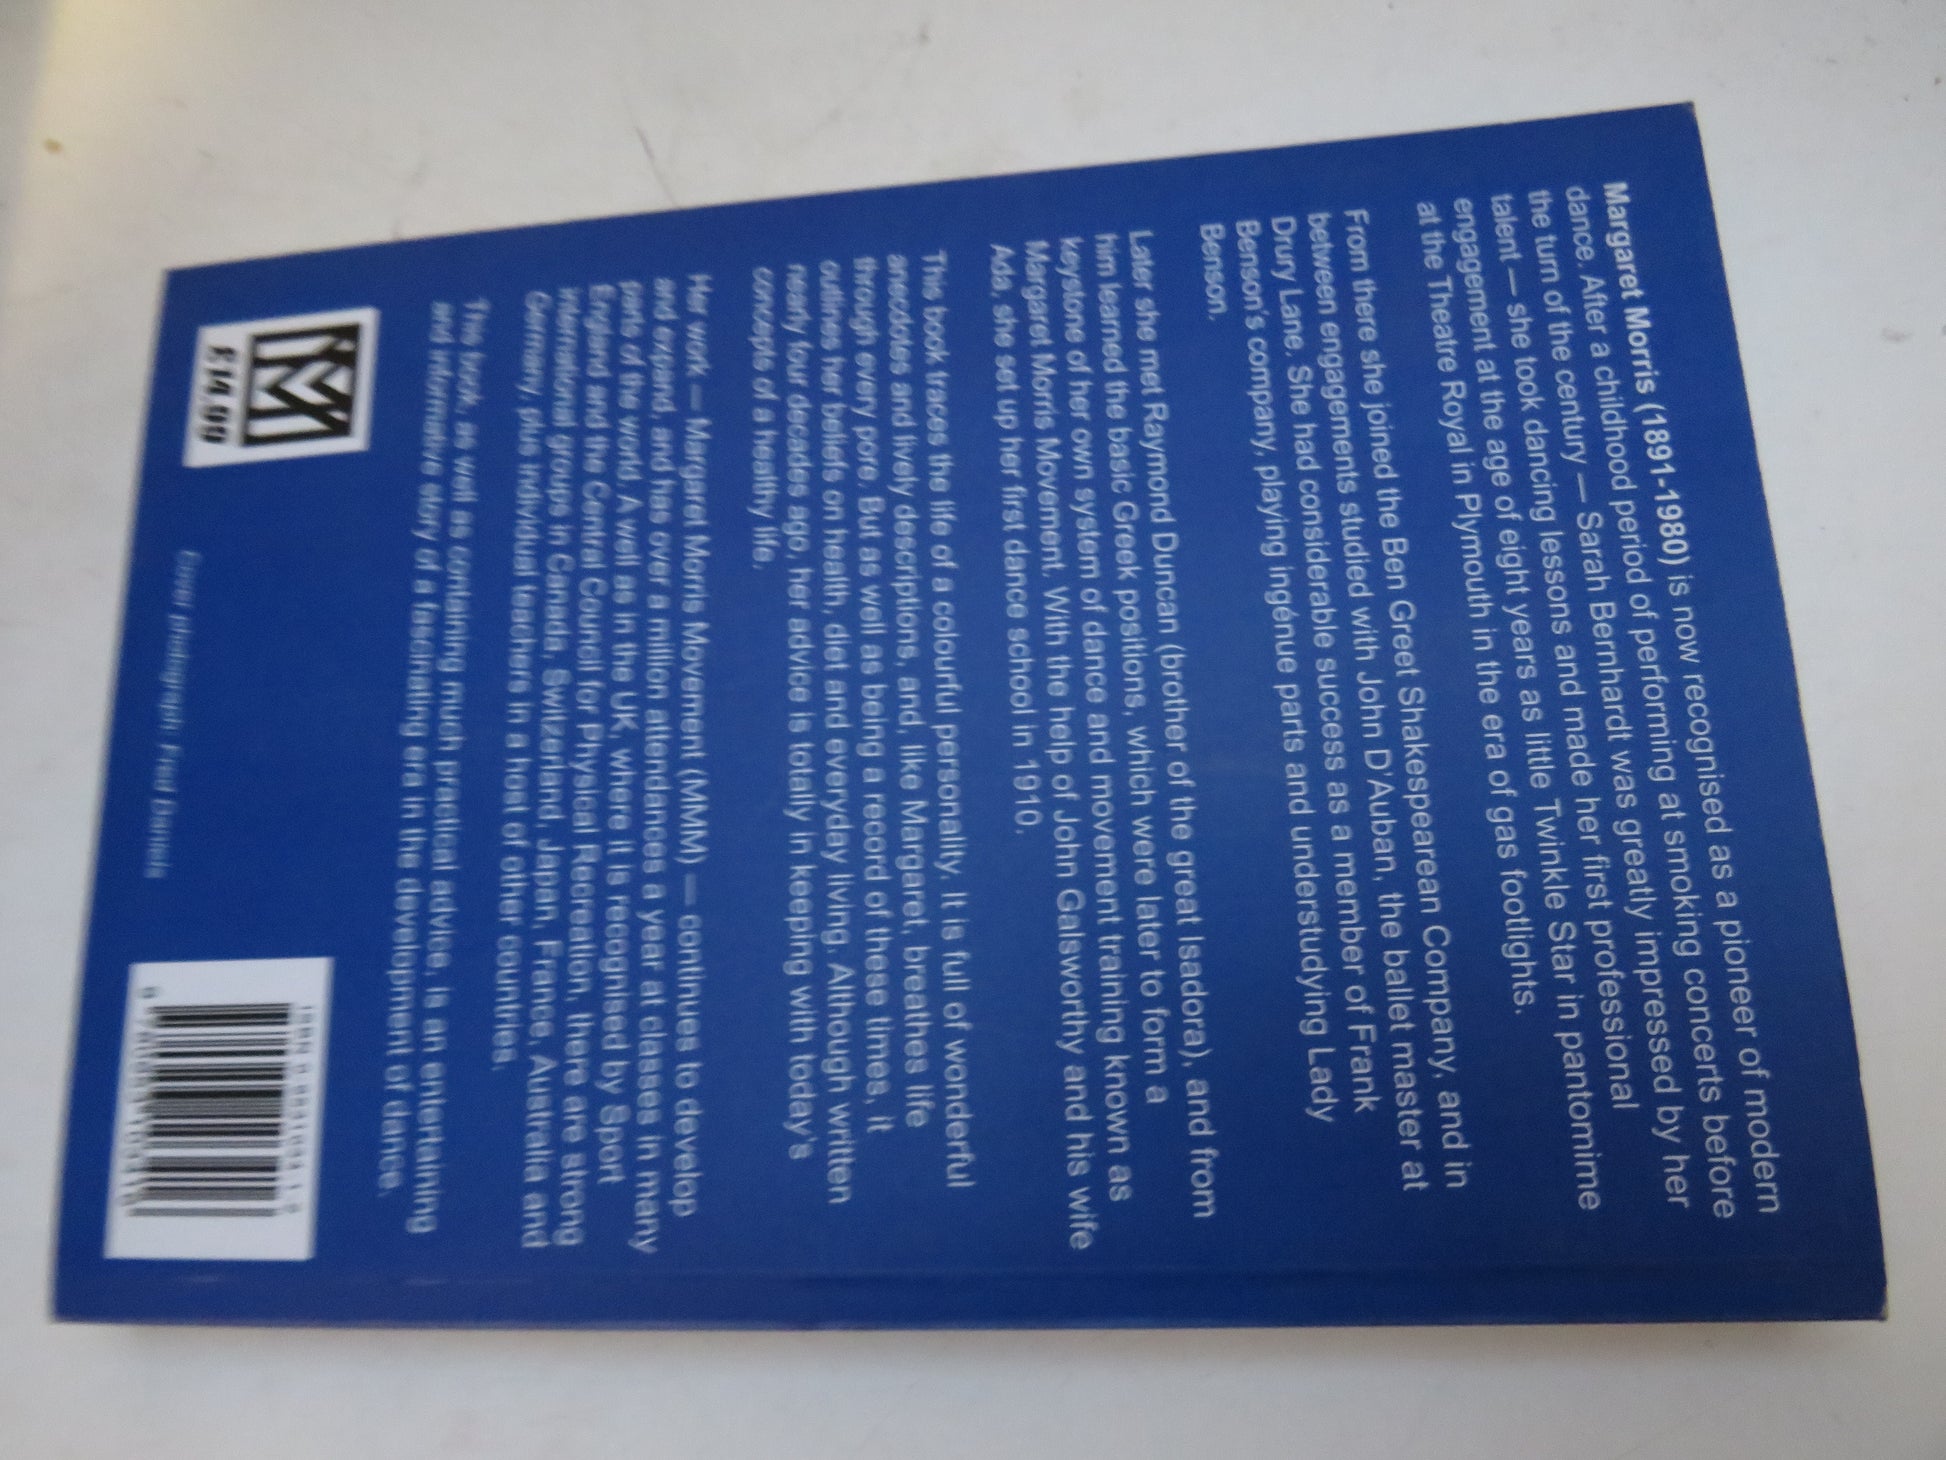 Margaret Morris (1891-1980) is now recognised as a pioneer of modern
dance. After a childhood period of performing at smoking concerts before
the turn of the century — Sarah Bernhardt was greatly impressed by her
talent — she took dancing lessons and made her first professional
engagement at the age of eight years as little Twinkle Star in pantomime
at the Theatre Royal in Plymouth in the era of gas footlights.
From there she joined the Ben Greet Shakespearean Company, and in
between engagements studied with John D'Auban, the ballet master at
Drury Lane. She had considerable success as a member of Frank
Benson's company, playing ingénue parts and understudying Lady
Benson.
Later she met Raymond Duncan (brother of the great Isadora), and from
him learned the basic Greek positions, which were later to form a
keystone of her own system of dance and movement training known as
Margaret Morris Movement. With the help of John Galsworthy and his wife
Ada, she set up her first dance school in 1910.
This book traces the life of a colourful personality. It is full of wonderful
anecdotes and lively descriptions, and, like Margaret, breathes life
through every pore. But as well as being a record of these times, it
outlines her beliefs on health, diet and everyday living. Although written
nearly four decades ago, her advice is totally in keeping with today's
concepts of a healthy life.
Her work — Margaret Morris Movement (MMM) — continues to develop
and expand, and has over a million attendances a year at classes in many
parts of the world. A well as in the UK, where it is recognised by Sport
England and the Central Council for Physical Recreation, there are strong
international groups in Canada, Switzerland, Japan, France, Australia and
Germany, plus individual teachers in a host of other countries.
This book, as well as containing much practical advice, is an entertaining
and informative story of a fascinating era in the development of dance.
£14.99
Cover photograph Fred Daniels
ISBN